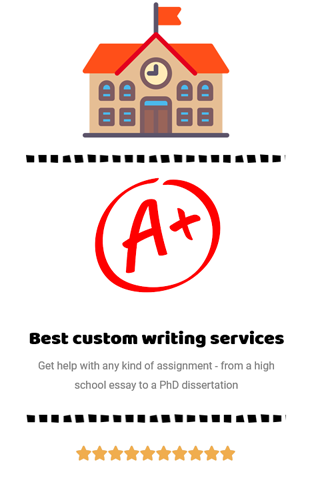 A+
Best custom writing services
Get help with any kind of assignment - from a high
school essay to a PhD dissertation